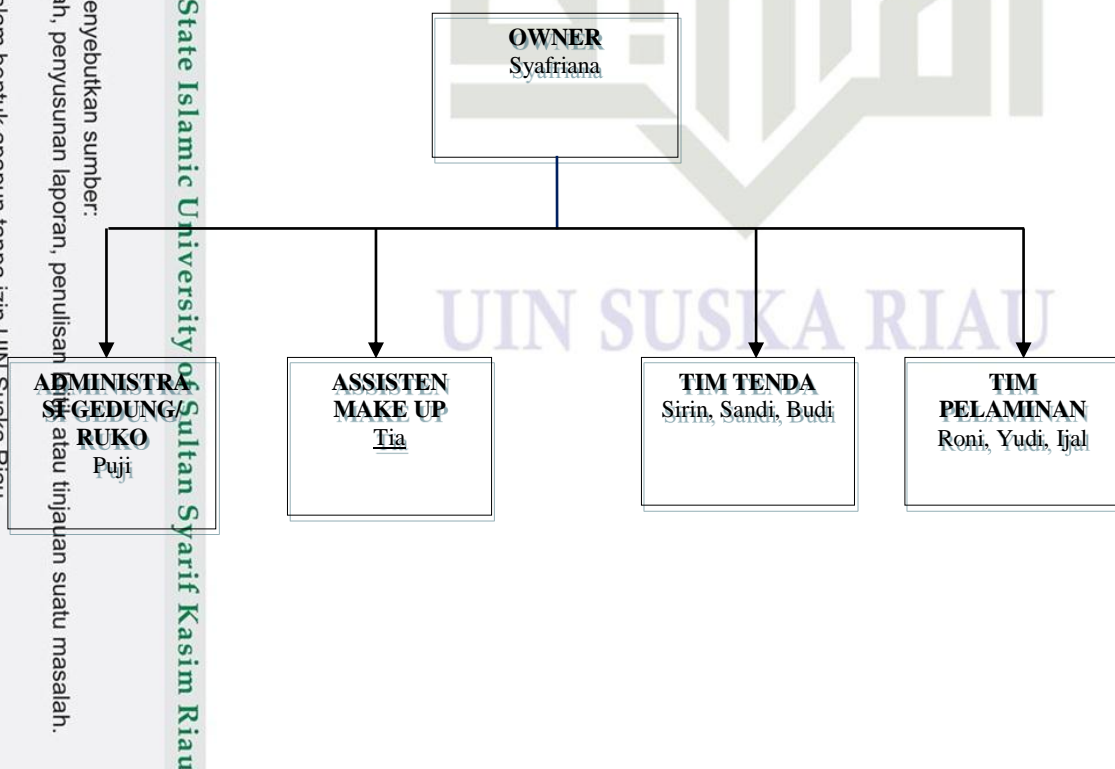 OWNER
Syafriana
ADMINISTRA
SI GEDUNG/
RUKO
Puji
ASSISTEN
MAKE UP
Tia
TIM TENDA
Sirin, Sandi, Budi
TIM
PELAMINAN
Roni, Yudi, Ijal
UIN SUSKA RIAU
State Islamic University of Sultan Syarif Kasim Riau
enyebutkan sumber:
ah, penyusunan laporan, penulisan atau tinjauan suatu masalah.